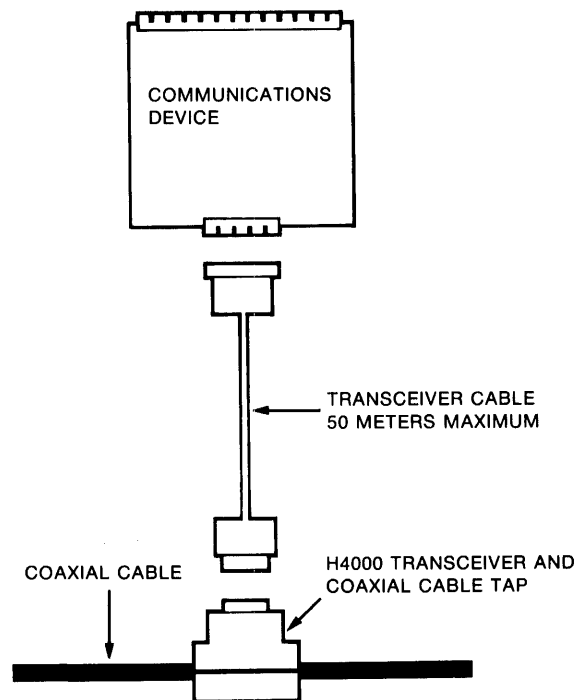 COMMUNICATIONS
DEVICE
TRANSCEIVER CABLE
50 METERS MAXIMUM
COAXIAL CABLE
H4000 TRANSCEIVER AND
COAXIAL CABLE TAP